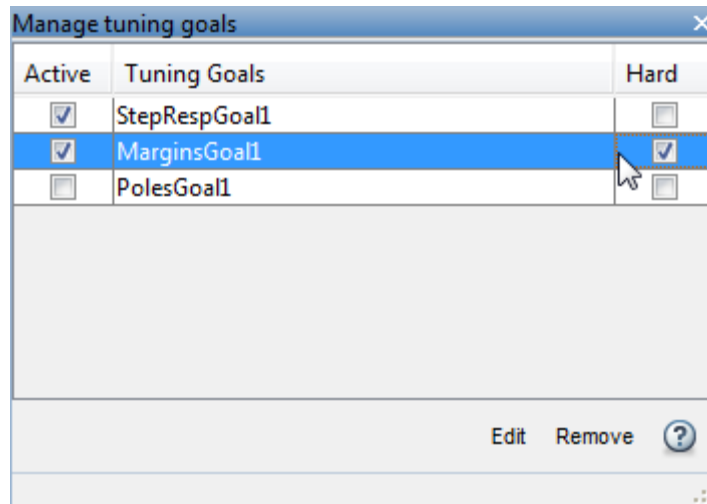 Manage tuning goals
Active Tuning Goals Hard
StepRespGoal1
MarginsGoal1
PolesGoal1
Edit Remove ?